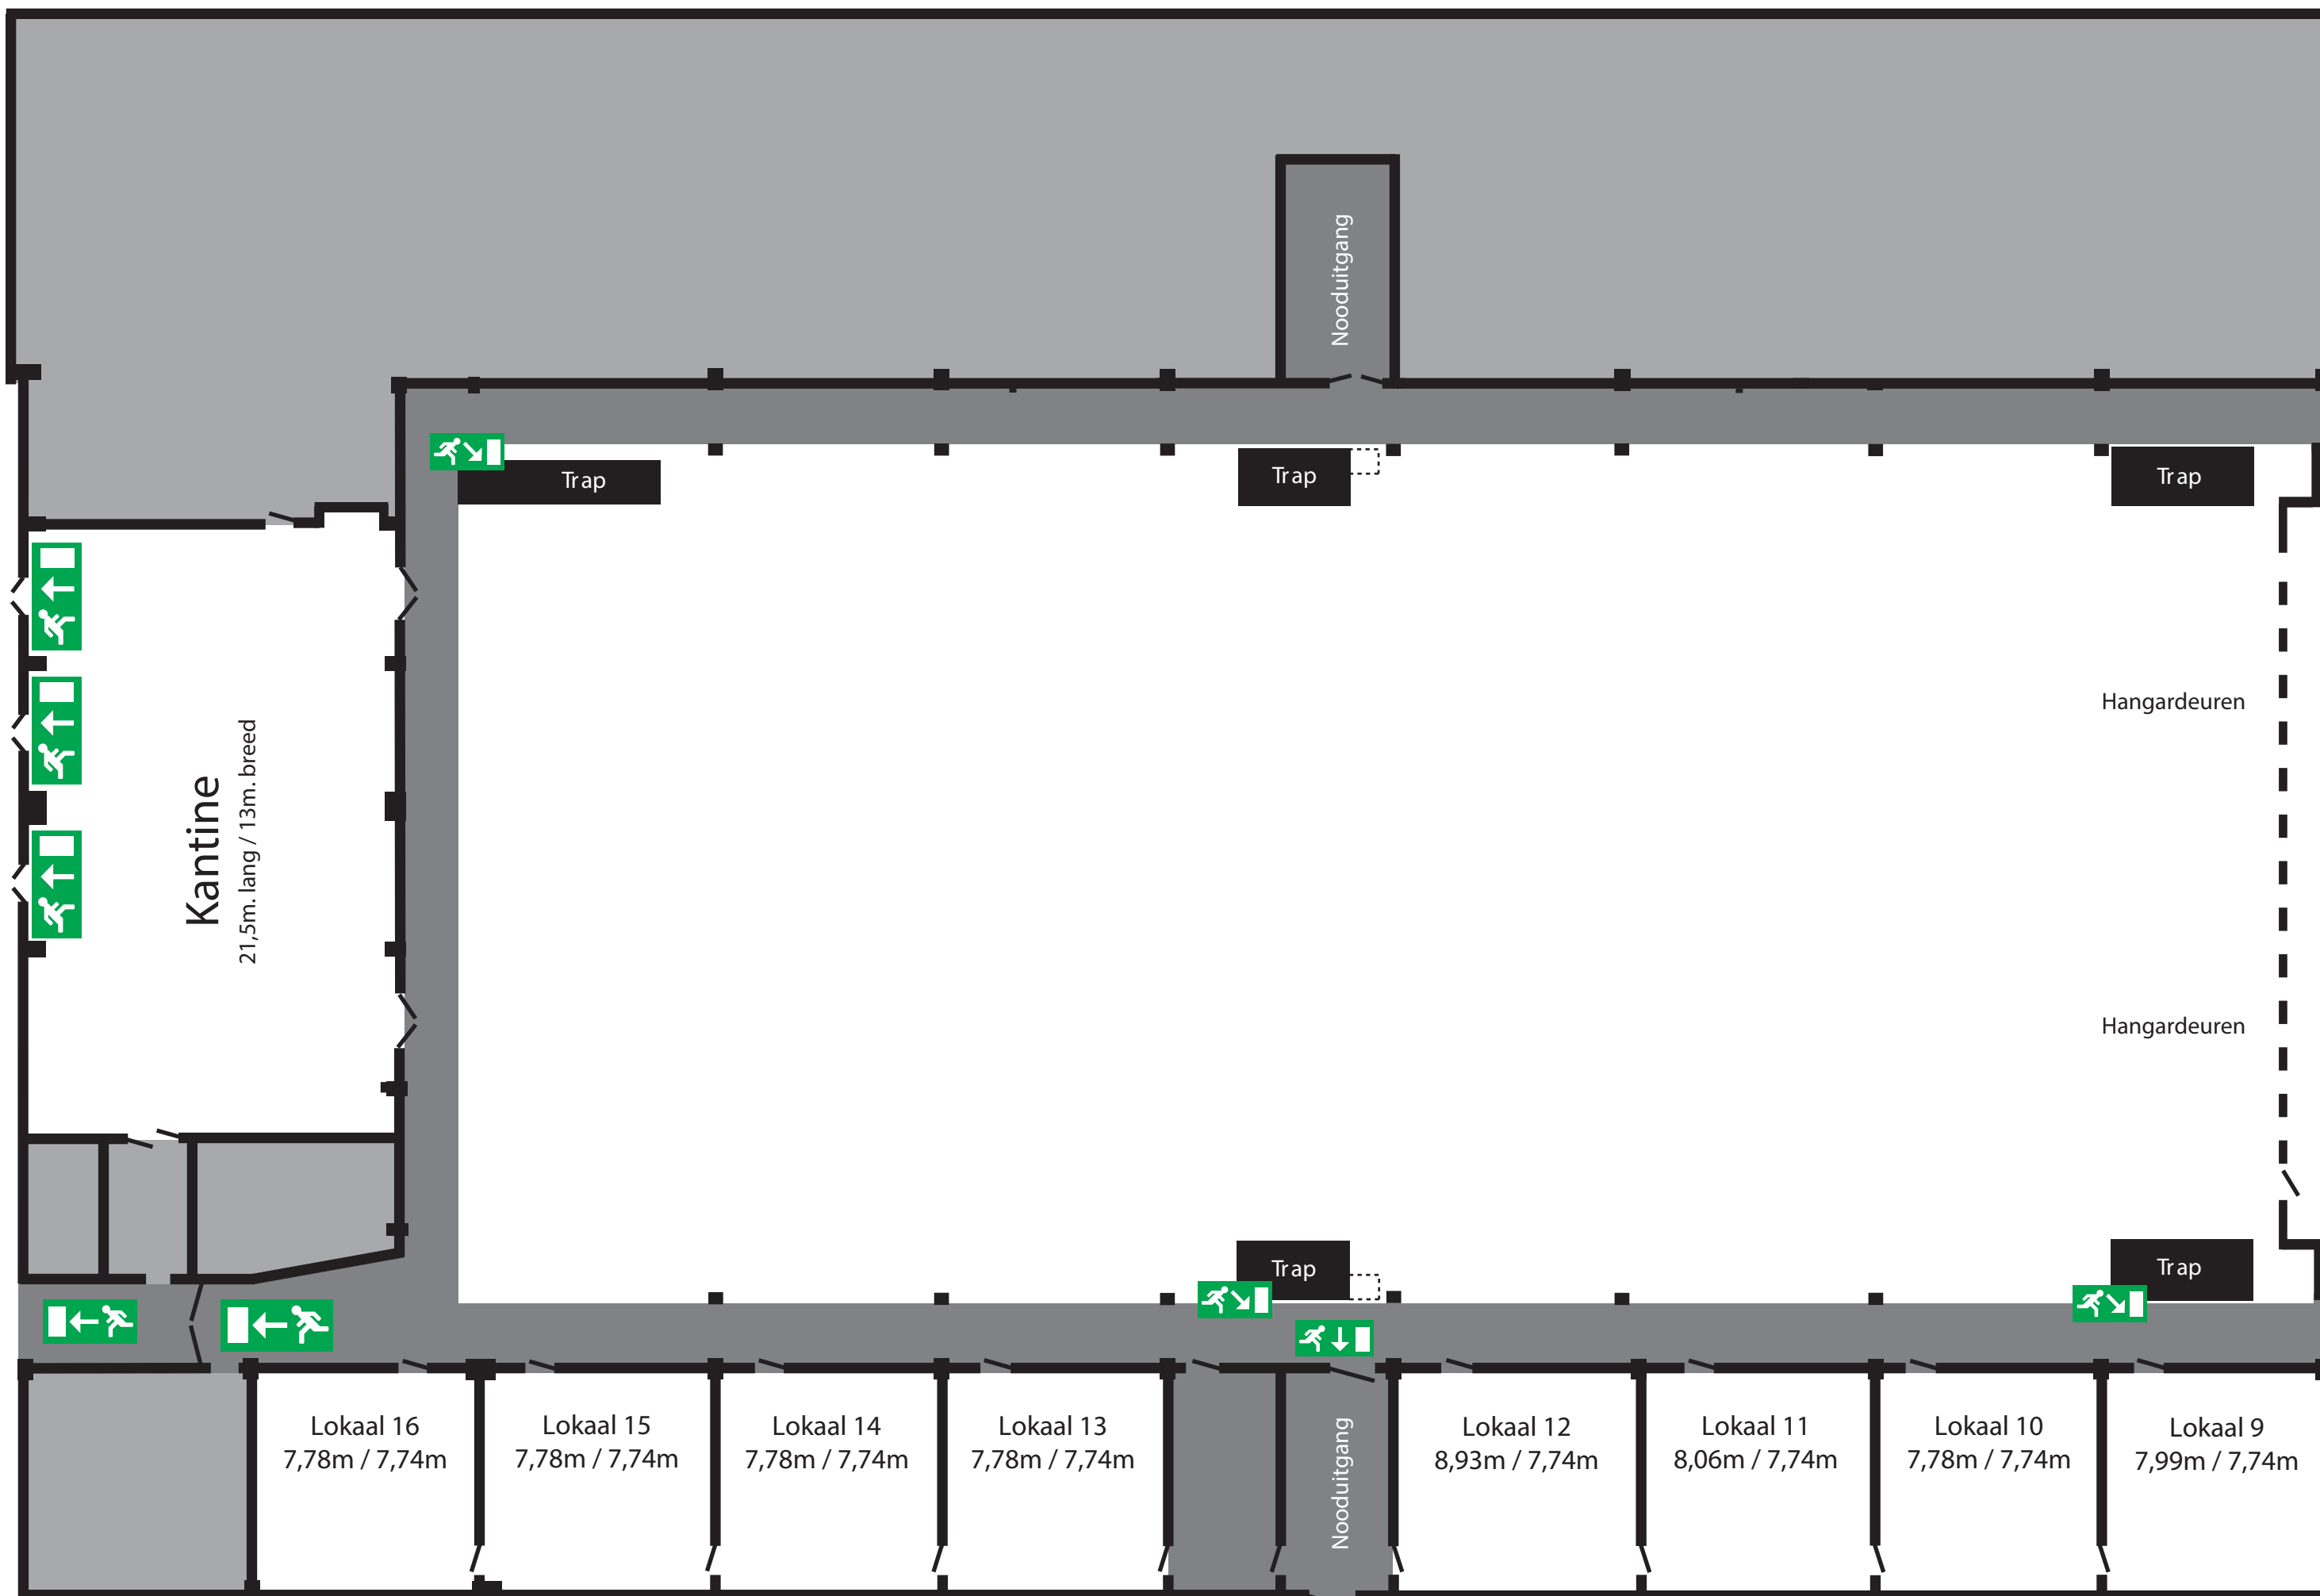 Nooduitgang
Trap
Trap
Trap
Hangardeuren
Kantine
21,5m. lang / 13m. breed
Hangardeuren
Trap
Trap
Lokaal 16
7,78m / 7,74m
Lokaal 15
7,78m / 7,74m
Lokaal 14
7,78m / 7,74m
Lokaal 13
7,78m / 7,74m
Nooduitgang
Lokaal 12
8,93m / 7,74m
Lokaal 11
8,06m / 7,74m
Lokaal 10
7,78m / 7,74m
Lokaal 9
7,99m / 7,74m